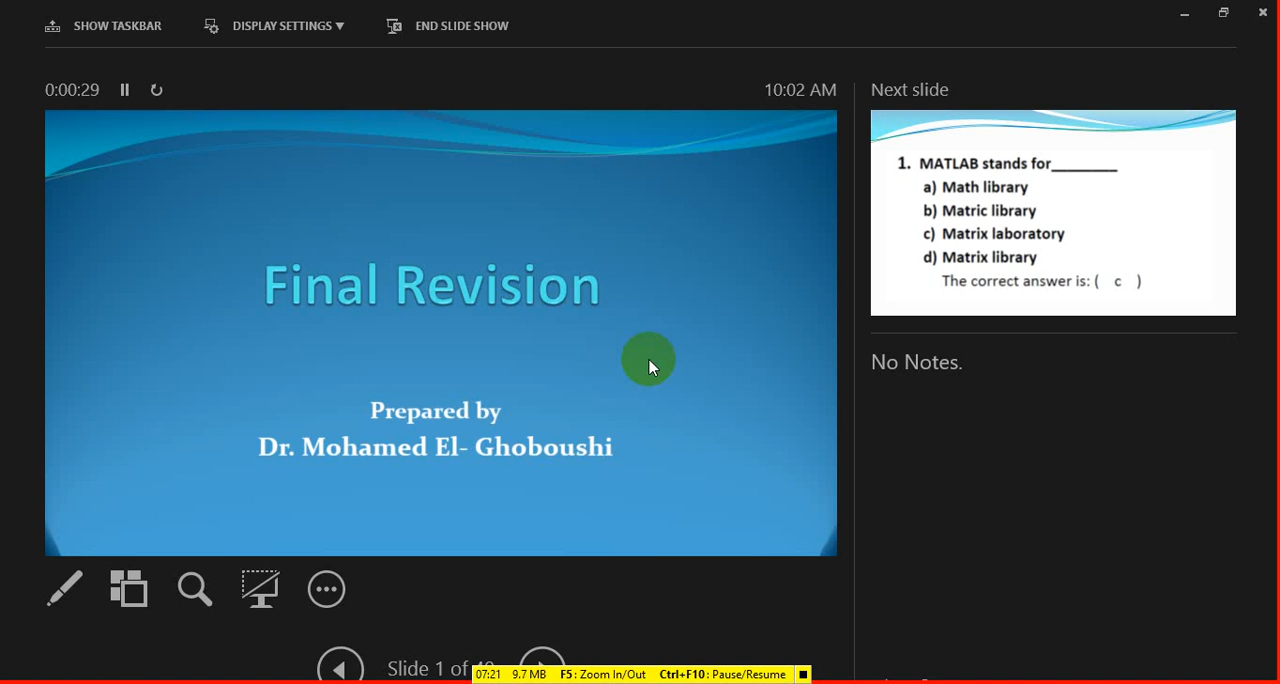 SHOW TASKBAR DISPLAY SETTINGS ▼ END SLIDE SHOW
0:00:29 10:02 AM
Final Revision
Prepared by
Dr. Mohamed El- Ghoboushi
Next slide
1. MATLAB stands for________
a) Math library
b) Matric library
c) Matrix laboratory
d) Matrix library
The correct answer is: ( c )
No Notes.
Slide 1 of
07:21 9.7 MB F5: Zoom In/Out Ctrl+F10: Pause/Resume